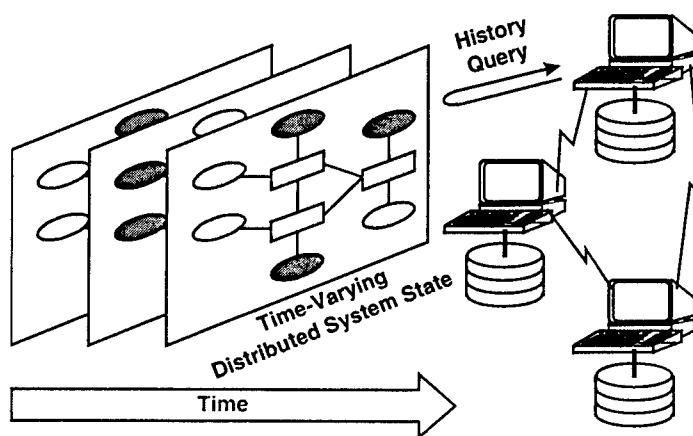 History
Query
Time-Varying
Distributed System State
Time